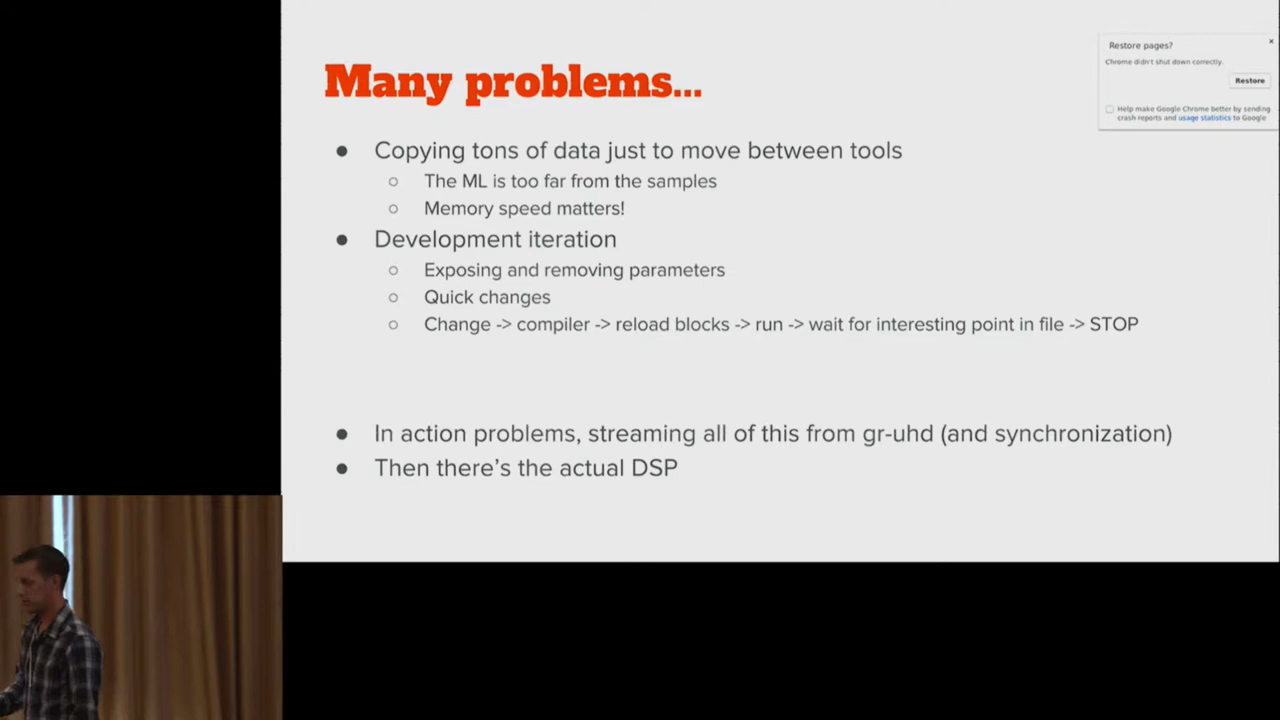 Many problems...
Restore pages?
Chrome didn't shut down correctly.
Restore
Help make Google Chrome better by sending
crash reports and usage statistics to Google
Copying tons of data just to move between tools
The ML is too far from the samples
Memory speed matters!
Development iteration
Exposing and removing parameters
Quick changes
Change -> compiler -> reload blocks -> run -> wait for interesting point in file -> STOP
In action problems, streaming all of this from gr-uhd (and synchronization)
Then there's the actual DSP